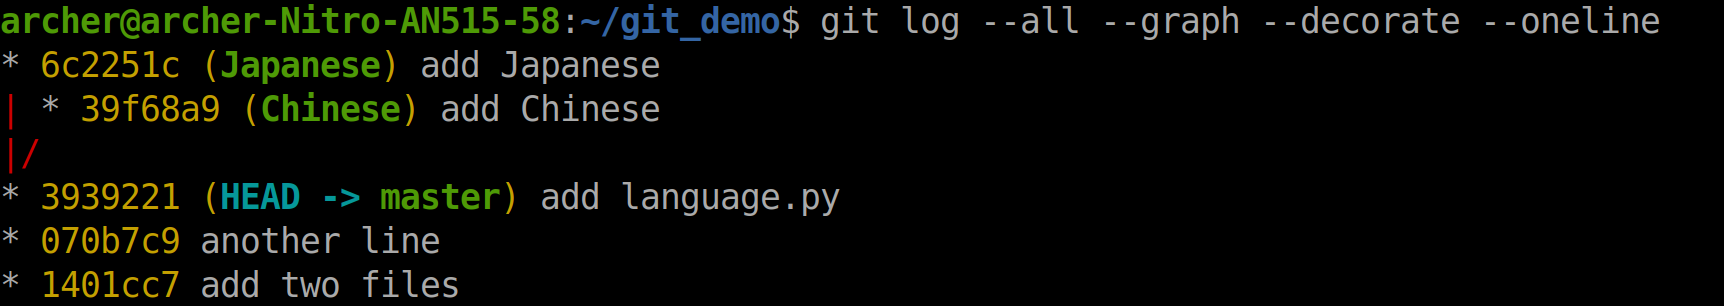 archer@archer-Nitro-AN515-58:~/git_demo$ git log --all --graph --decorate --oneline
* 6c2251c (Japanese) add Japanese
| * 39f68a9 (Chinese) add Chinese
|/
* 3939221 (HEAD -> master) add language.py
* 070b7c9 another line
* 1401cc7 add two files